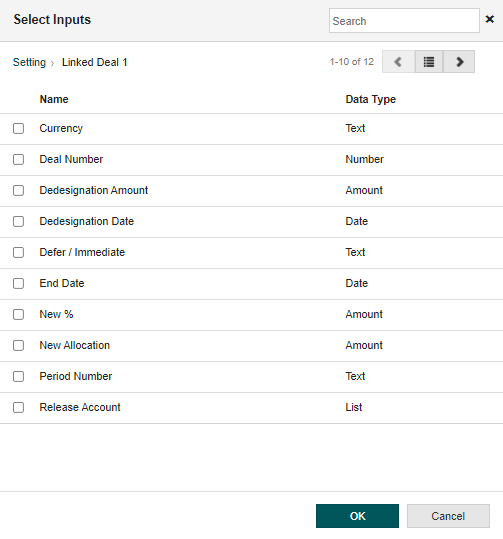 Select Inputs
Search
Setting › Linked Deal 1
1-10 of 12
Name Data Type
Currency Text
Deal Number Number
Dedesignation Amount Amount
Dedesignation Date Date
Defer / Immediate Text
End Date Date
New % Amount
New Allocation Amount
Period Number Text
Release Account List
OK Cancel